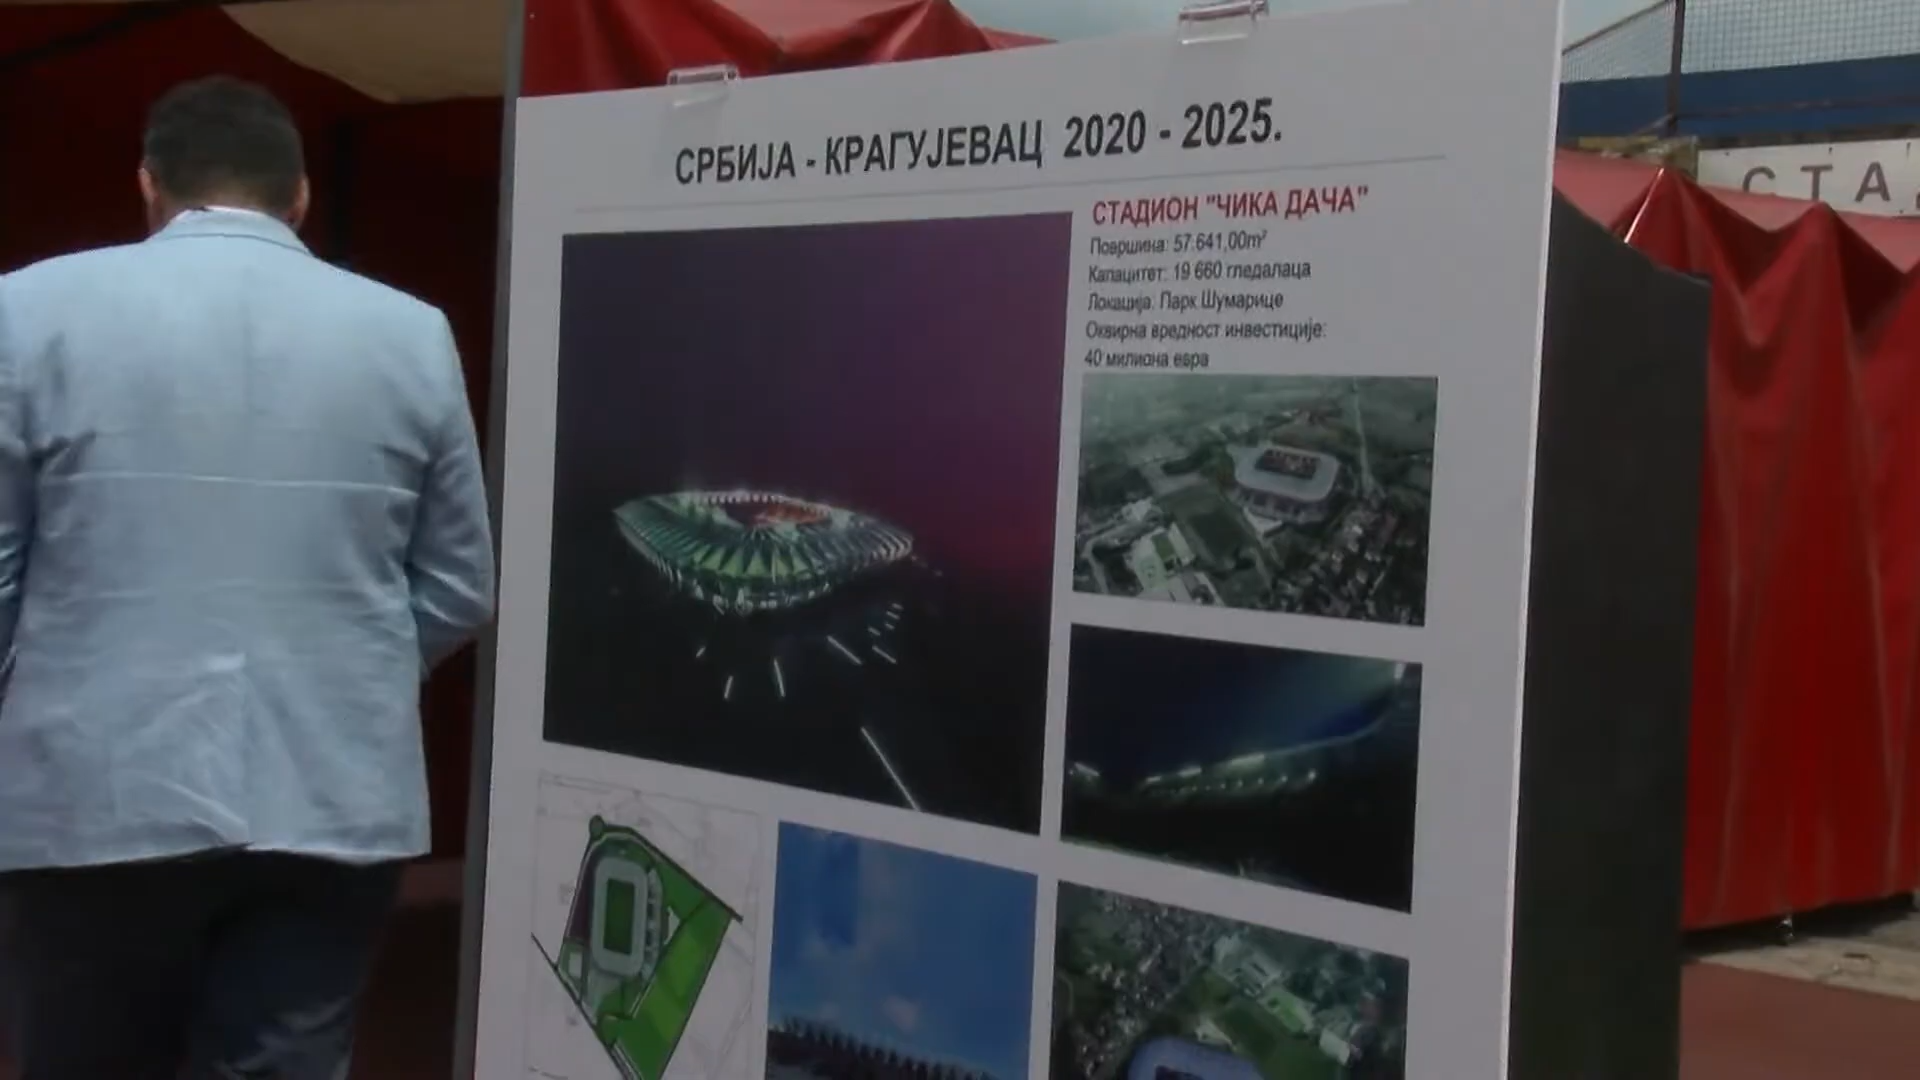 СРБИЈА - КРАГУЈЕВАЦ 2020 - 2025.
СТАДИОН "ЧИКА ДАЧА"
Површина: 57.641,00m²
Капацитет: 19 660 гледалаца
Локација: Парк Шумарице
Оквирна вредност инвестиције:
40 милиона евра
СТА